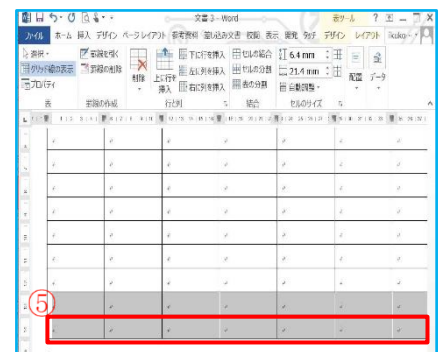 文書 3 - Word
表ツール
ファイル ホーム 挿入 デザイン ページ レイアウト 参考資料 差し込み文書 校閲 表示 開発 タッチ デザイン レイアウト ikuko
選択 罫線を引く 下に行を挿入 セルの結合 6.4 mm
グリッド線の表示 罫線の削除 左に列を挿入 セルの分割 21.4 mm
プロパティ 削除 上に行を挿入 右に列を挿入 表の分割 自動調整 配置 データ
表 罫線の作成 行と列 結合 セルのサイズ
⑤